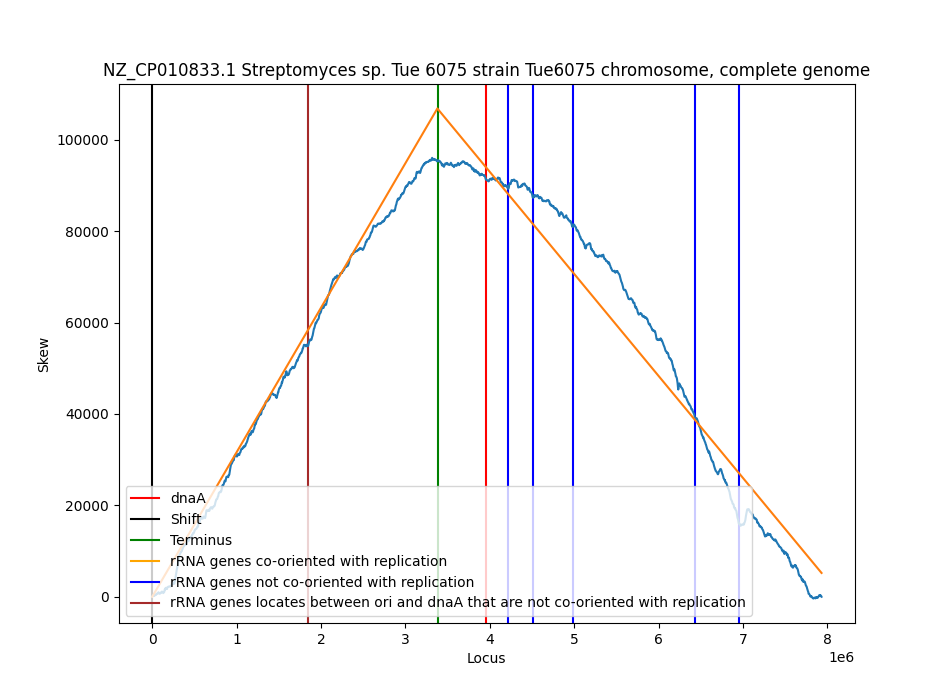 NZ_CP010833.1 Streptomyces sp. Tue 6075 strain Tue6075 chromosome, complete genome
100000
80000
60000
40000
20000
0
Skew
dnaA
Shift
Terminus
rRNA genes co-oriented with replication
rRNA genes not co-oriented with replication
rRNA genes locates between ori and dnaA that are not co-oriented with replication
0 1 2 3 4 5 6 7 8
Locus
1e6